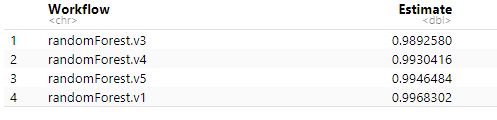 Workflow Estimate
<chr> <dbl>
1 randomForest.v3 0.9892580
2 randomForest.v4 0.9930416
3 randomForest.v5 0.9946484
4 randomForest.v1 0.9968302